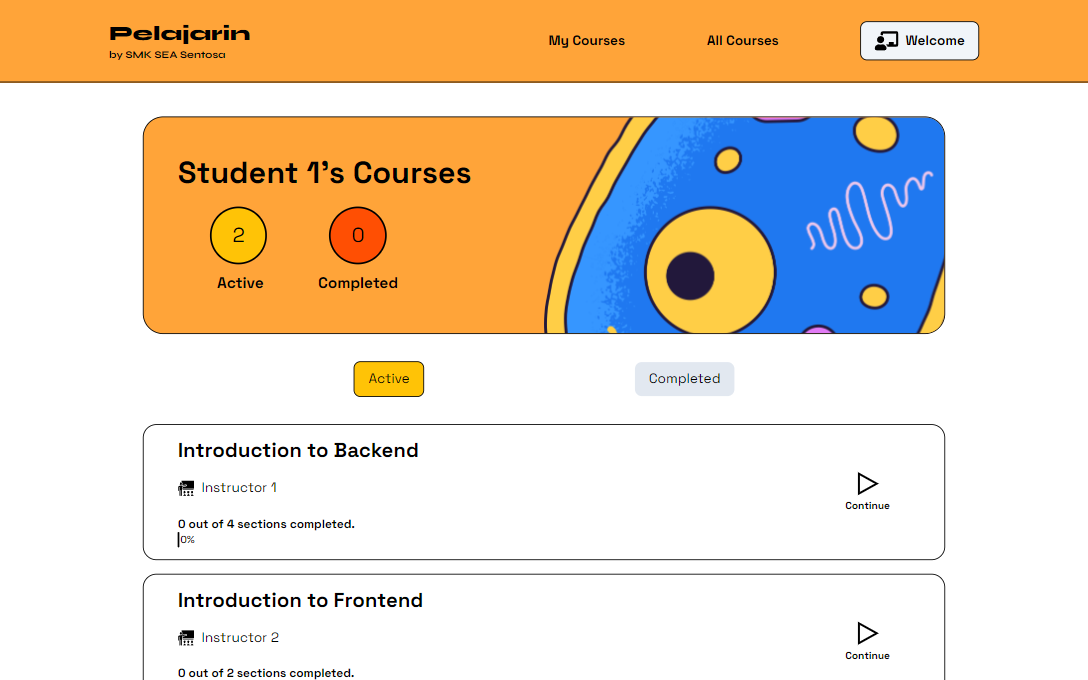 Pelajarin
by SMK SEA Sentosa
My Courses
All Courses
Welcome
Student 1's Courses
2
0
Active
Completed
Active
Completed
Introduction to Backend
Instructor 1
0 out of 4 sections completed.
0%
Continue
Introduction to Frontend
Instructor 2
0 out of 2 sections completed.
Continue